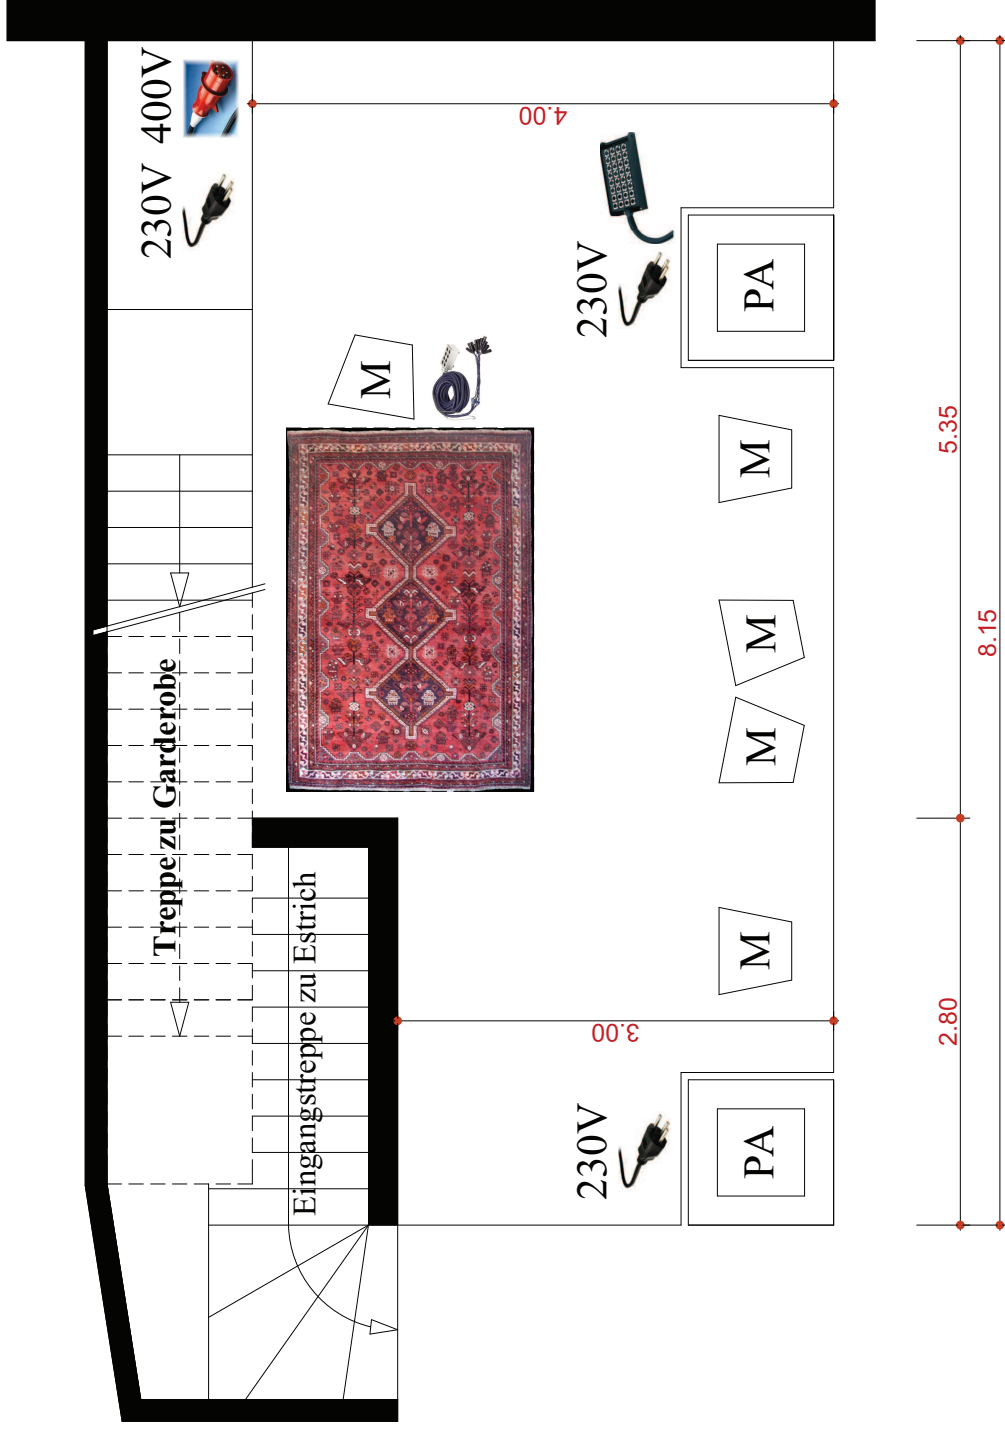 230V 400V
4.00
230V
PA
M
M
5.35
8.15
M
M
Treppe zu Garderobe
Eingangstreppe zu Estrich
M
3.00
2.80
230V
PA